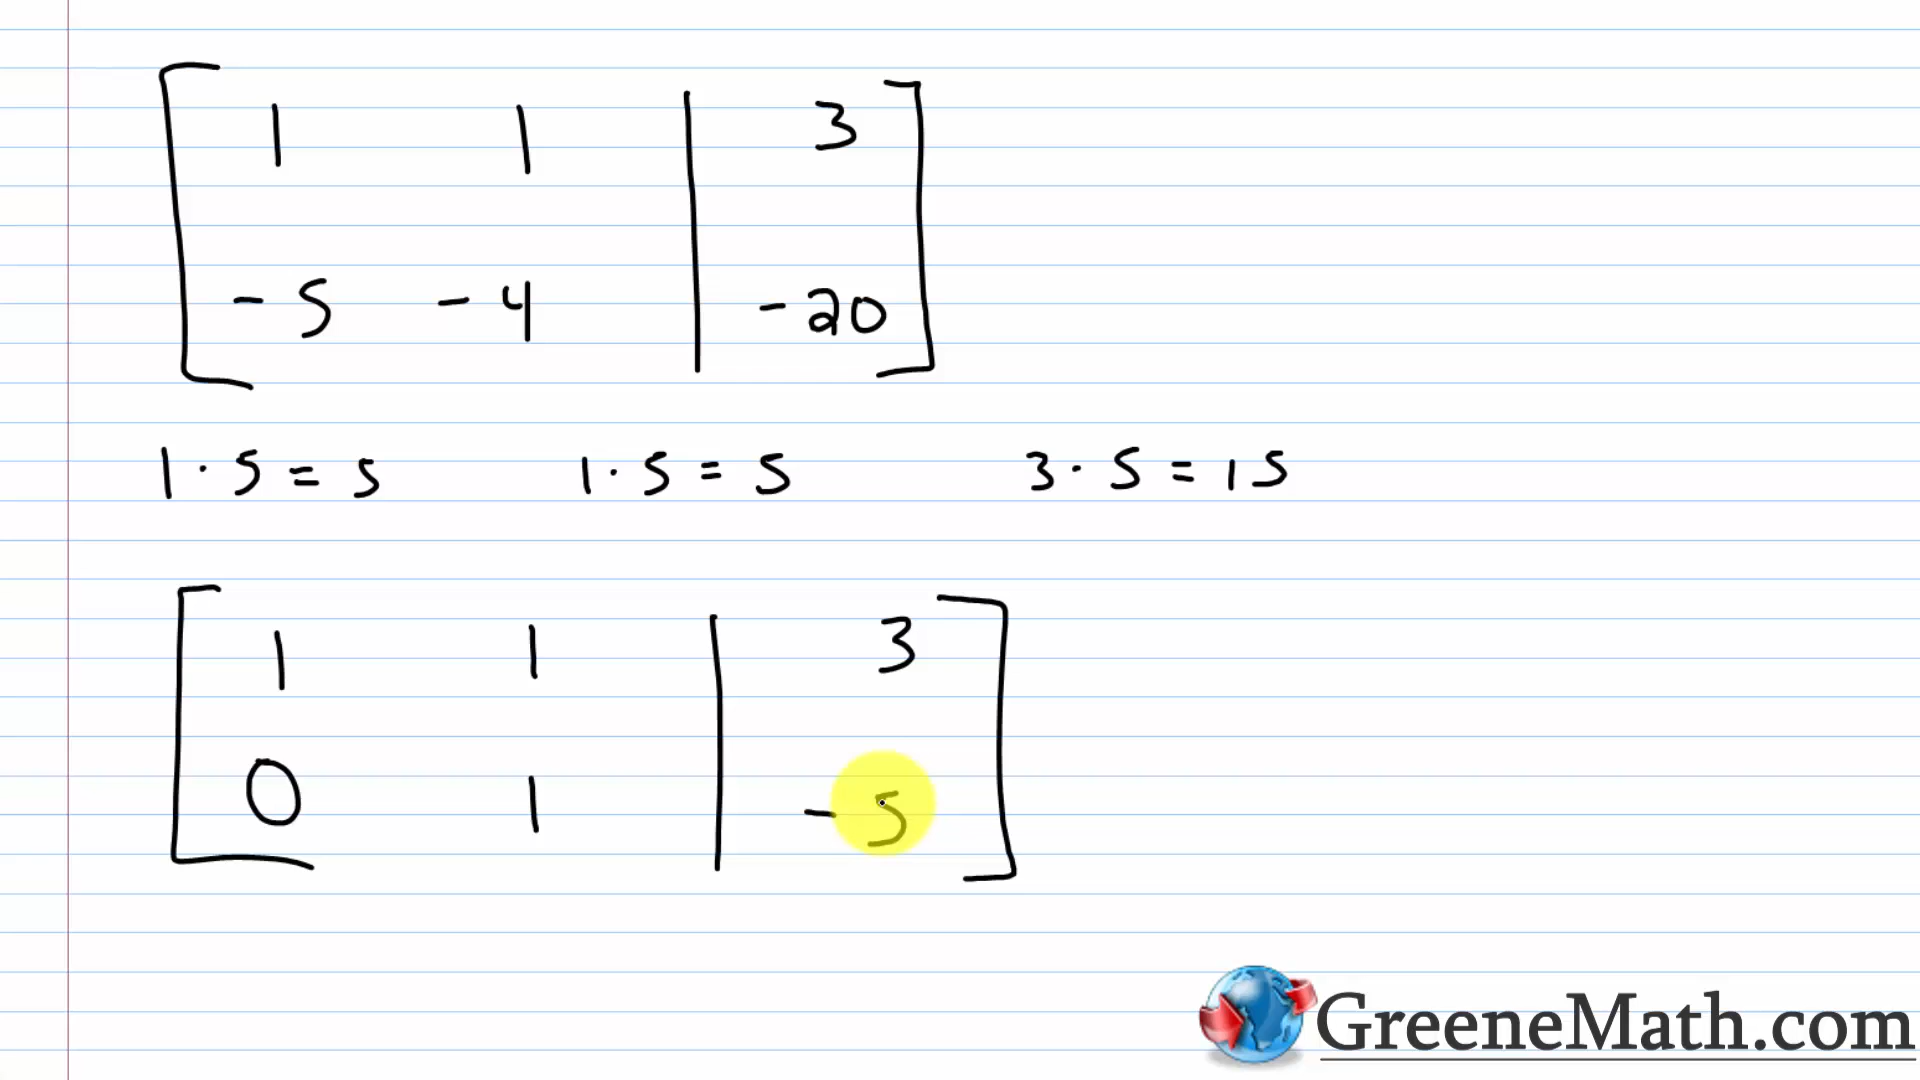 1 1 | 3
-5 -4 | -20
1 · 5 = 5 1 · 5 = 5 3 · 5 = 15
1 1 | 3
0 1 | -5
GreeneMath.com